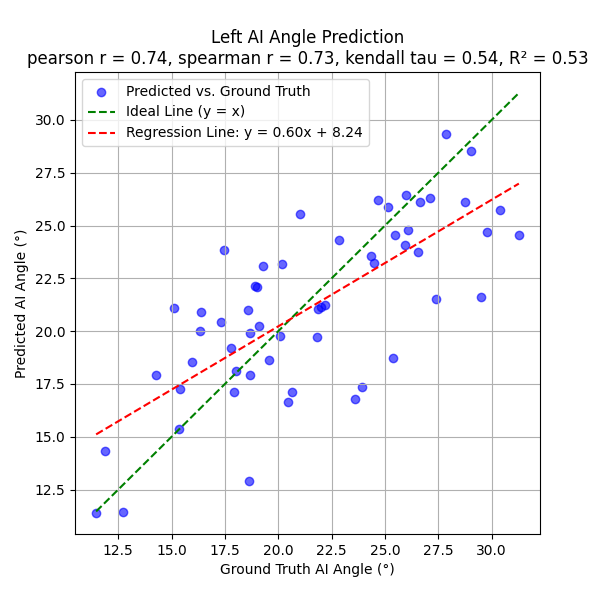 Left AI Angle Prediction
pearson r = 0.74, spearman r = 0.73, kendall tau = 0.54, R² = 0.53
Predicted vs. Ground Truth
Ideal Line (y = x)
Regression Line: y = 0.60x + 8.24
Predicted AI Angle (°)
30.0
27.5
25.0
22.5
20.0
17.5
15.0
12.5
12.5 15.0 17.5 20.0 22.5 25.0 27.5 30.0
Ground Truth AI Angle (°)